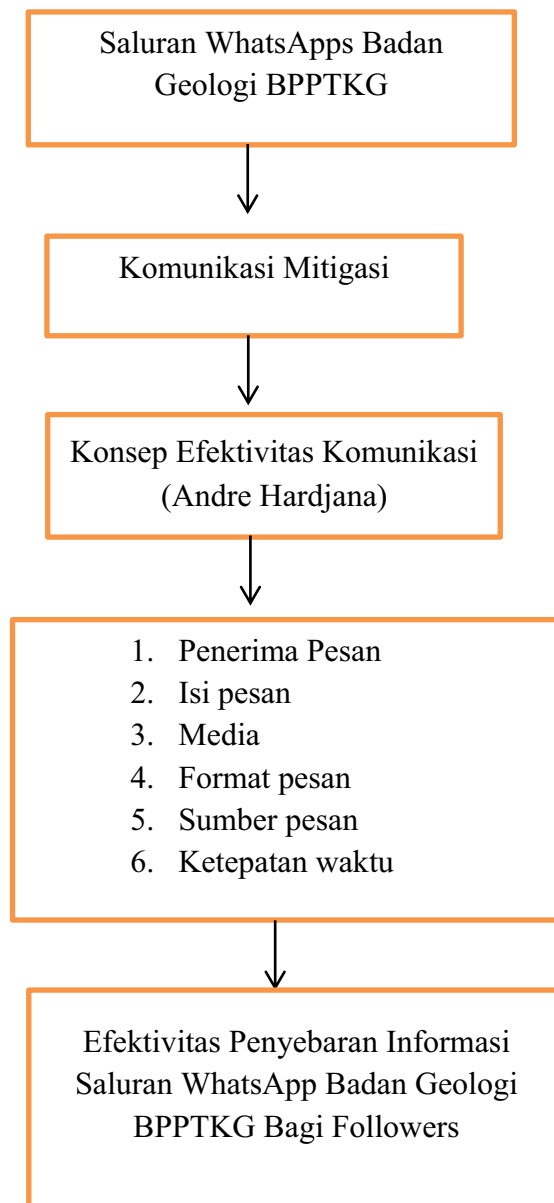 Saluran WhatsApps Badan
Geologi BPPTKG
Komunikasi Mitigasi
Konsep Efektivitas Komunikasi
(Andre Hardjana)
1. Penerima Pesan
2. Isi pesan
3. Media
4. Format pesan
5. Sumber pesan
6. Ketepatan waktu
Efektivitas Penyebaran Informasi
Saluran WhatsApp Badan Geologi
BPPTKG Bagi Followers